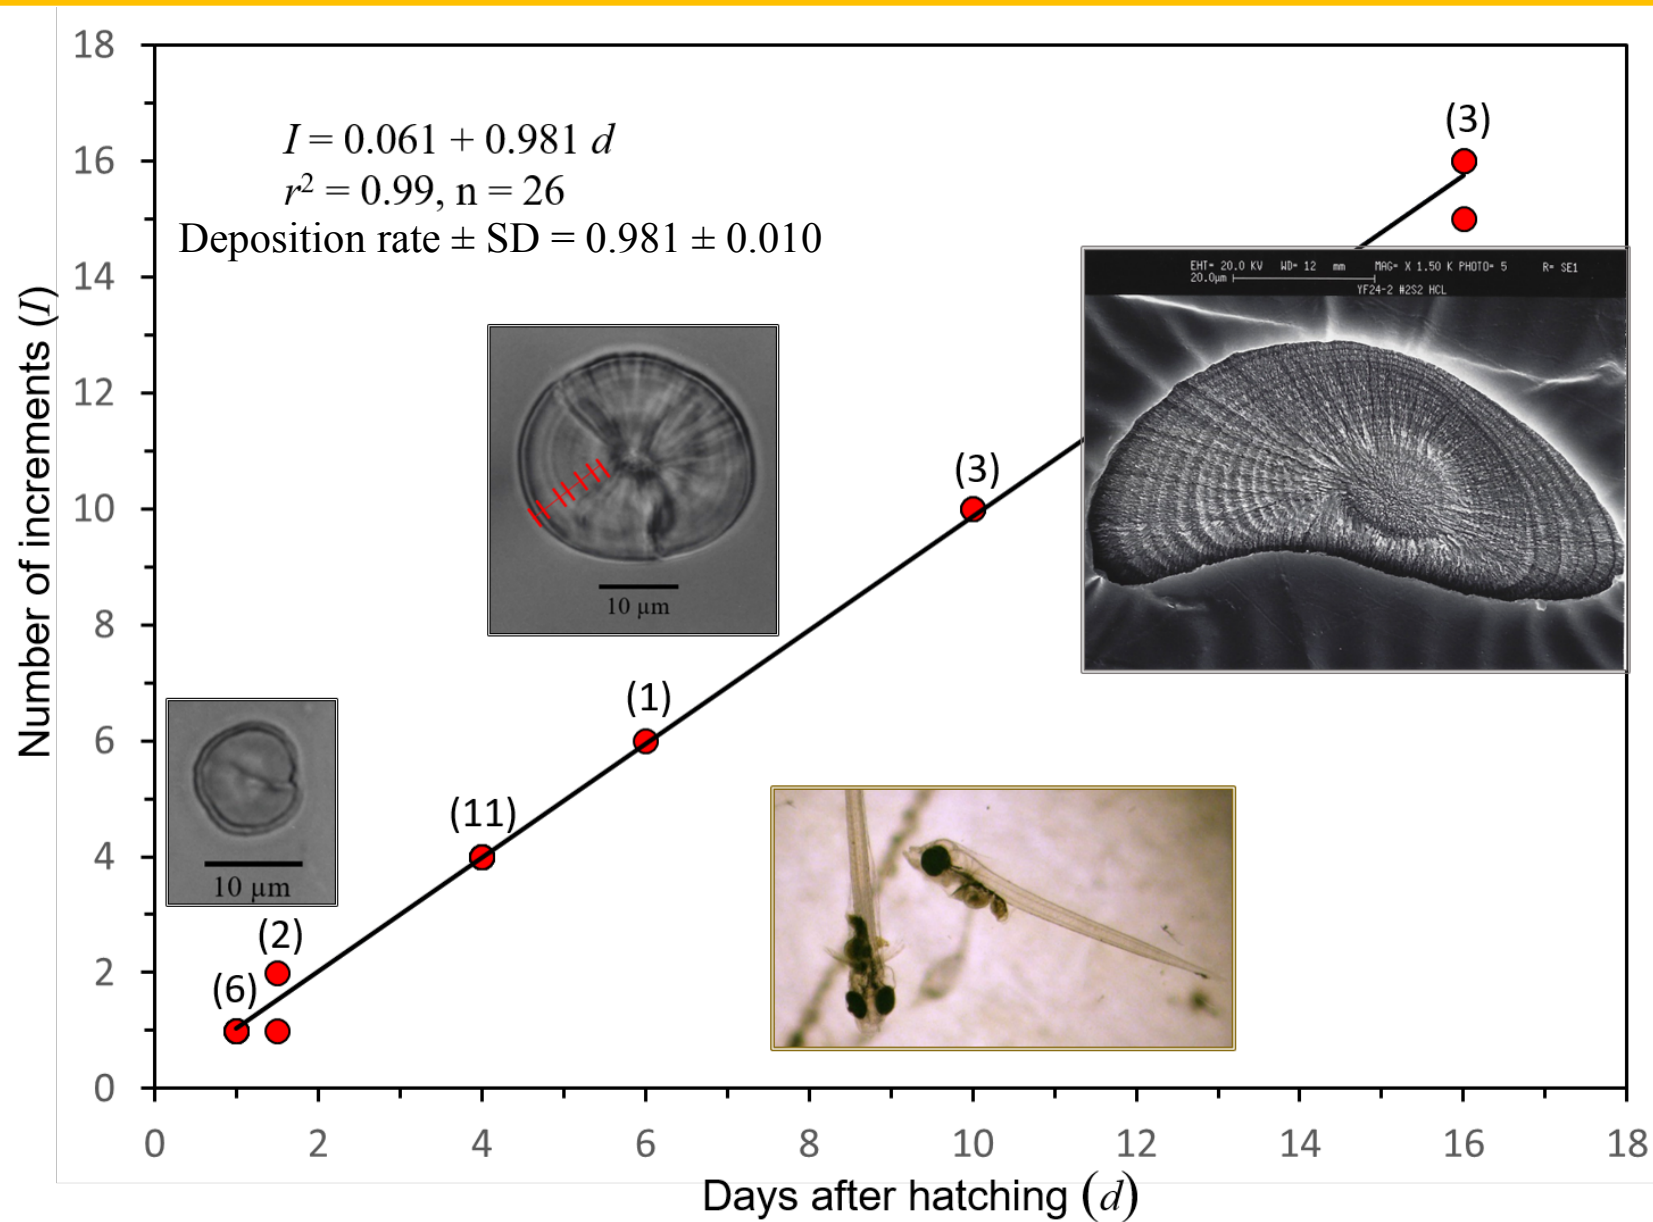 18
16
14
12
10
8
6
4
2
0
Number of increments (I)
I = 0.061 + 0.981 d
r² = 0.99, n = 26
Deposition rate ± SD = 0.981 ± 0.010
(3)
EHT= 20.0 KV WD= 12 mm MAG= X 1.50 K PHOTO= 5 R= SE1
20.0µm
YF24-2 #2S2 HCL
10 µm
(3)
(1)
(11)
10 µm
(2)
(6)
0 2 4 6 8 10 12 14 16 18
Days after hatching (d)